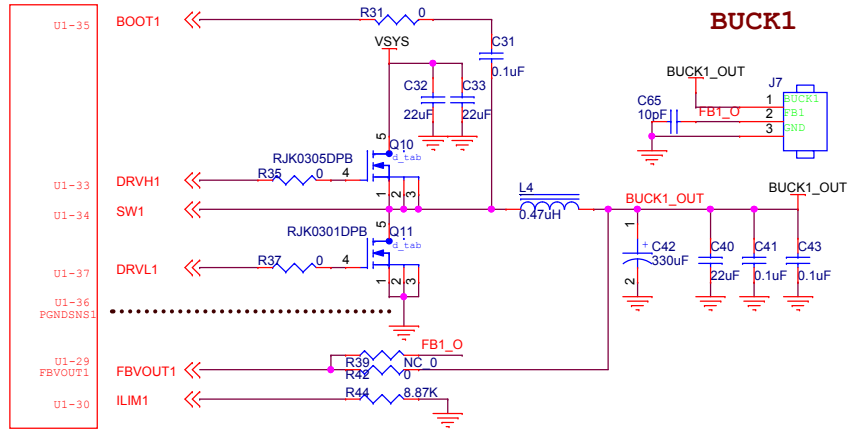 BUCK1
R31 0
U1-35 BOOT1
VSYS
C31
0.1uF
C32 C33
22uF 22uF
BUCK1_OUT
J7
C65
10pF
FB1_O
1 BUCK1
2 FB1
3 GND
5
Q10
d_tab
RJK0305DPB
U1-33 DRVH1
R35 0 4
1 2 3
U1-34 SW1
L4
0.47uH
BUCK1_OUT
BUCK1_OUT
RJK0301DPB
5
Q11
d_tab
U1-37 DRVL1
R37 0 4
1 2 3
1
+ C42
330uF
2
C40
22uF
C41
0.1uF
C43
0.1uF
U1-36
PGNDSNS1
FB1_O
U1-29
FBVOUT1
FBVOUT1
R39 NC_0
R42 0
U1-30 ILIM1
R44 8.87K